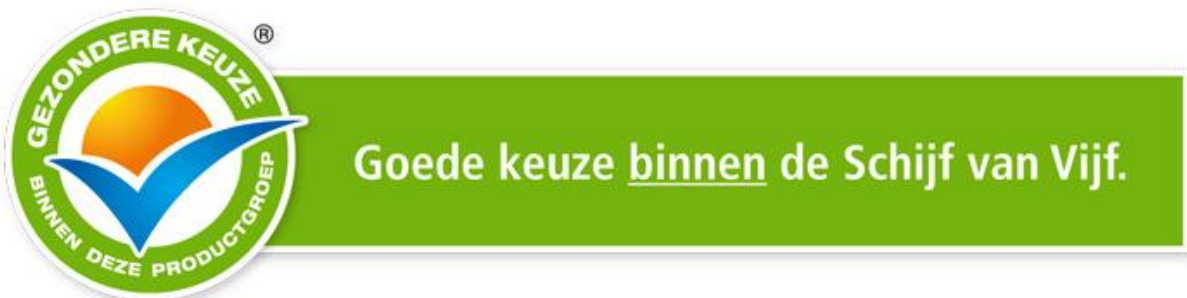 GEZONDERE KEUZE
®
BINNEN DEZE PRODUCTGROEP
Goede keuze binnen de Schijf van Vijf.